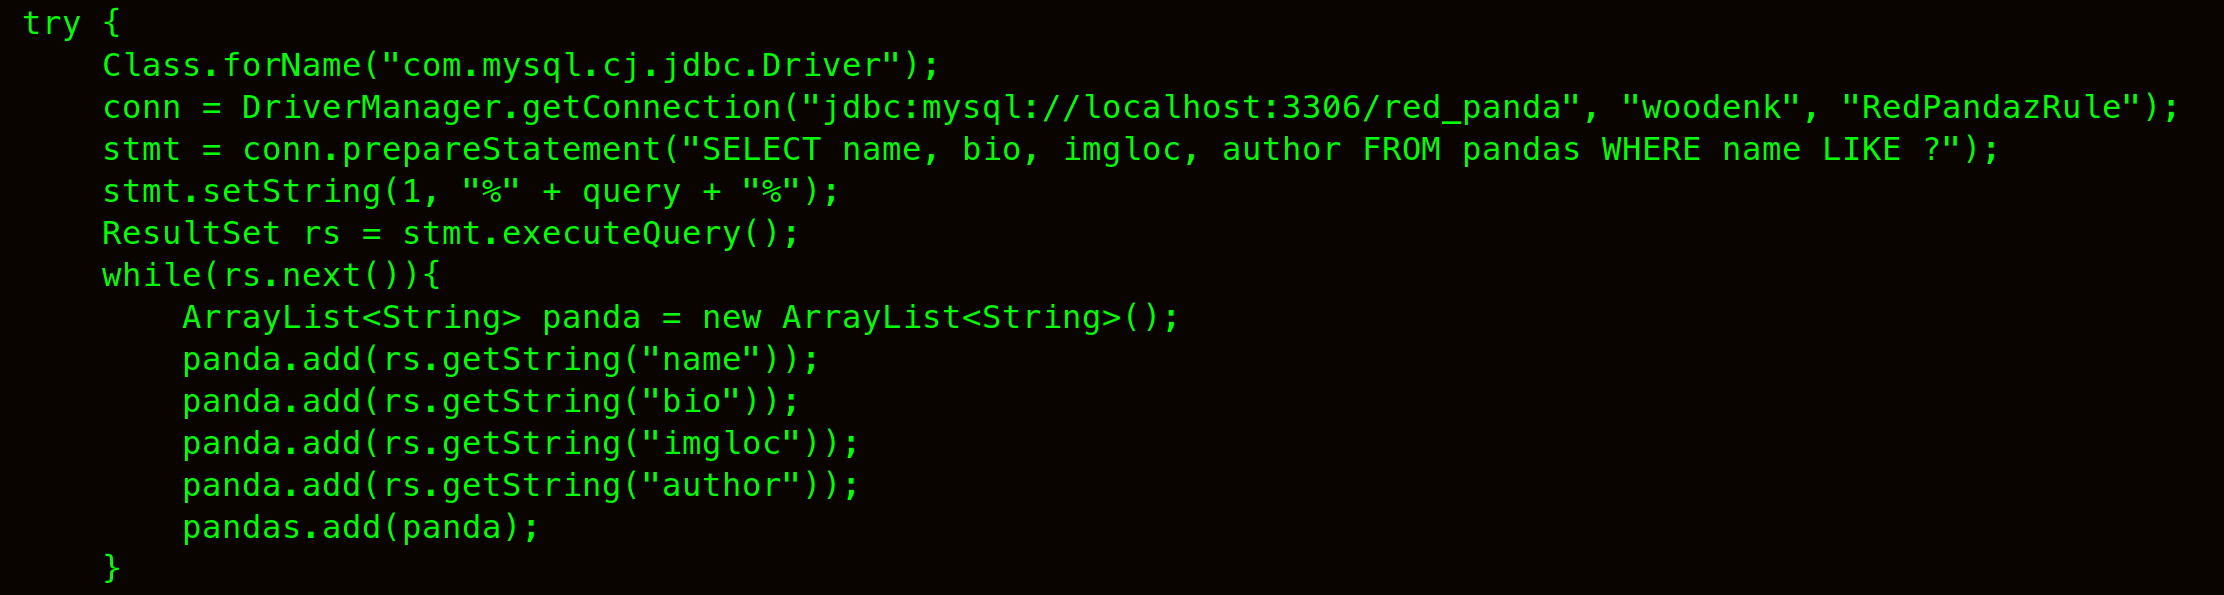 try {
    Class.forName("com.mysql.cj.jdbc.Driver");
    conn = DriverManager.getConnection("jdbc:mysql://localhost:3306/red_panda", "woodenk", "RedPandazRule");
    stmt = conn.prepareStatement("SELECT name, bio, imgloc, author FROM pandas WHERE name LIKE ?");
    stmt.setString(1, "%" + query + "%");
    ResultSet rs = stmt.executeQuery();
    while(rs.next()){
        ArrayList<String> panda = new ArrayList<String>();
        panda.add(rs.getString("name"));
        panda.add(rs.getString("bio"));
        panda.add(rs.getString("imgloc"));
        panda.add(rs.getString("author"));
        pandas.add(panda);
    }